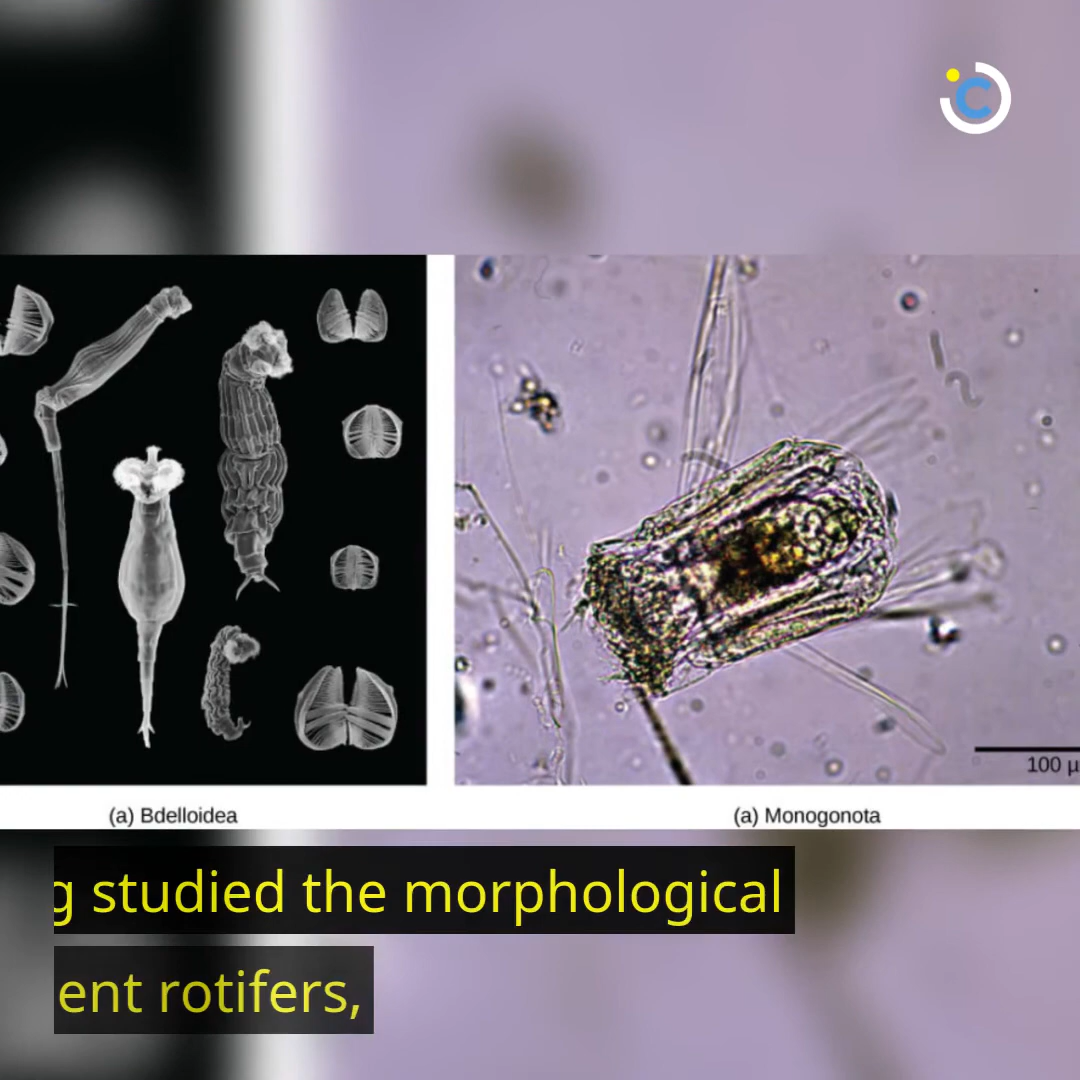 100 µ
(a) Bdelloidea
(a) Monogonota
g studied the morphological
ent rotifers,